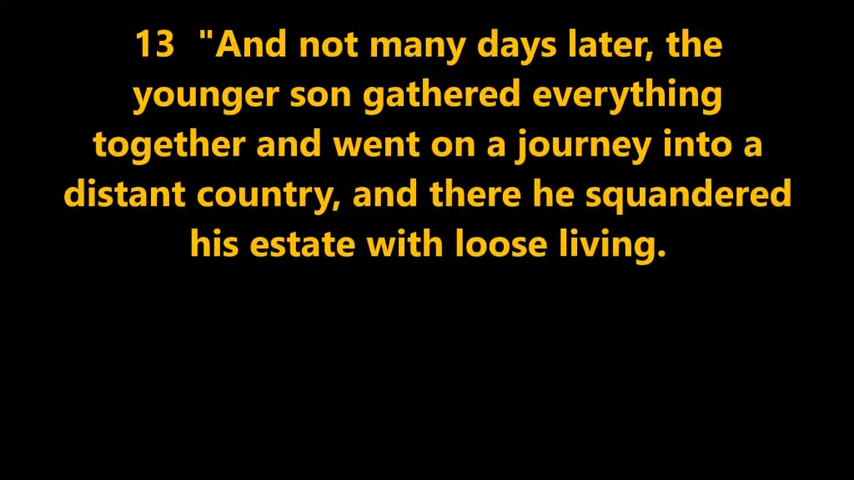 13  "And not many days later, the
younger son gathered everything
together and went on a journey into a
distant country, and there he squandered
his estate with loose living.